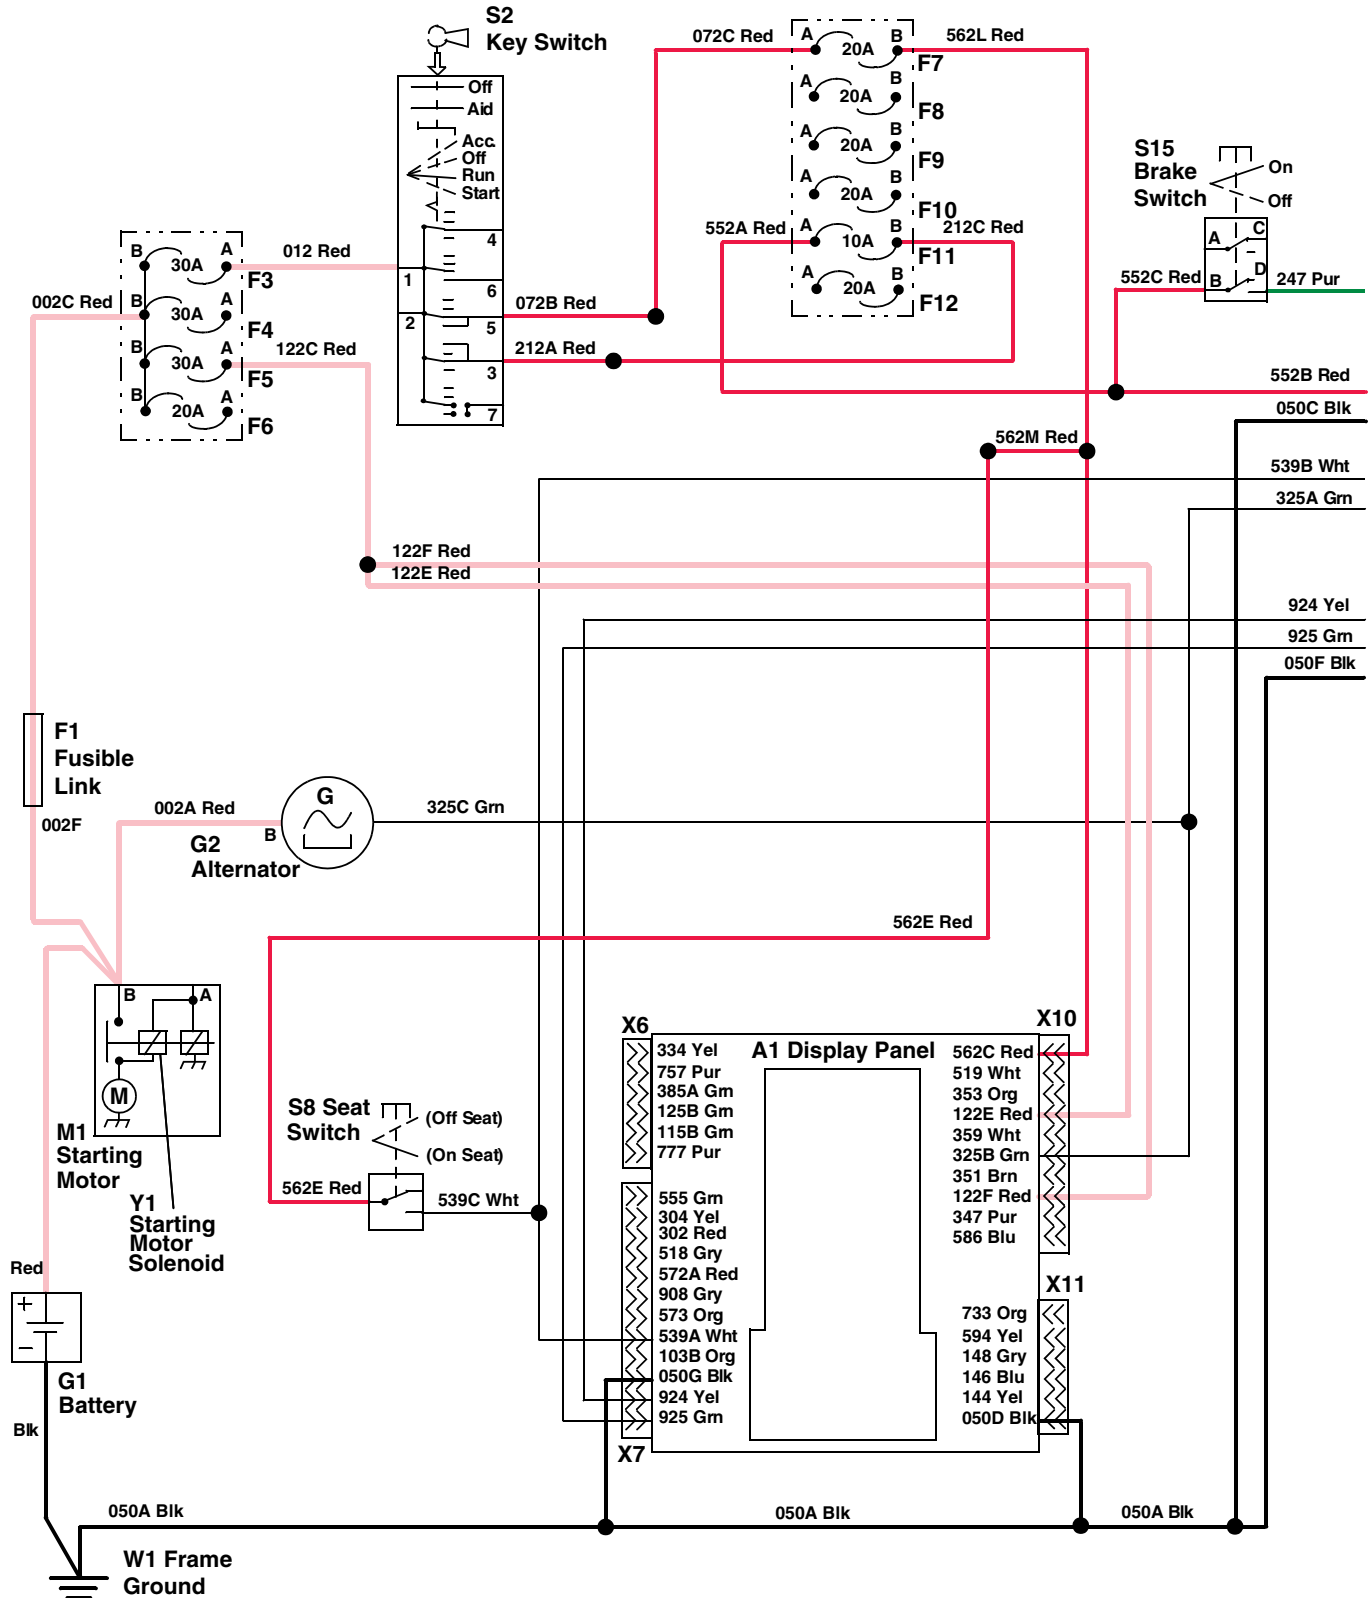 S2
Key Switch
Off
Aid
Acc.
Off
Run
Start
1
2
4
6
5
3
7
072C Red
562L Red
A
20A
B
F7
A
20A
B
F8
A
20A
B
F9
A
20A
B
F10
552A Red
A
10A
B
212C Red
F11
A
20A
B
F12
S15
Brake
Switch
On
Off
A
C
B
D
552C Red
247 Pur
012 Red
B
30A
A
F3
002C Red
B
30A
A
F4
B
30A
A
122C Red
F5
B
20A
A
F6
072B Red
212A Red
552B Red
050C Blk
562M Red
539B Wht
325A Grn
122F Red
122E Red
924 Yel
925 Grn
050F Blk
F1
Fusible
Link
002F
002A Red
B
G
G2
Alternator
325C Grn
562E Red
B
A
M
M1
Starting
Motor
Y1
Starting
Motor
Solenoid
S8 Seat
Switch
(Off Seat)
(On Seat)
562E Red
539C Wht
X6
A1 Display Panel
X10
334 Yel
757 Pur
385A Grn
125B Grn
115B Grn
777 Pur
562C Red
519 Wht
353 Org
122E Red
359 Wht
325B Grn
351 Brn
122F Red
347 Pur
586 Blu
555 Grn
304 Yel
302 Red
518 Gry
572A Red
908 Gry
573 Org
539A Wht
103B Org
050G Blk
924 Yel
925 Grn
X7
X11
733 Org
594 Yel
148 Gry
146 Blu
144 Yel
050D Blk
Red
+
−
G1
Battery
Blk
050A Blk
050A Blk
050A Blk
W1 Frame
Ground